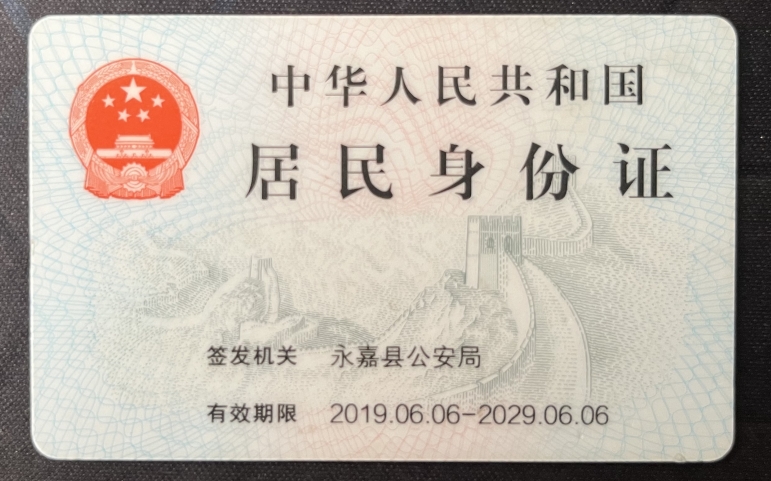 中华人民共和国
居民身份证
签发机关 永嘉县公安局
有效期限 2019.06.06-2029.06.06